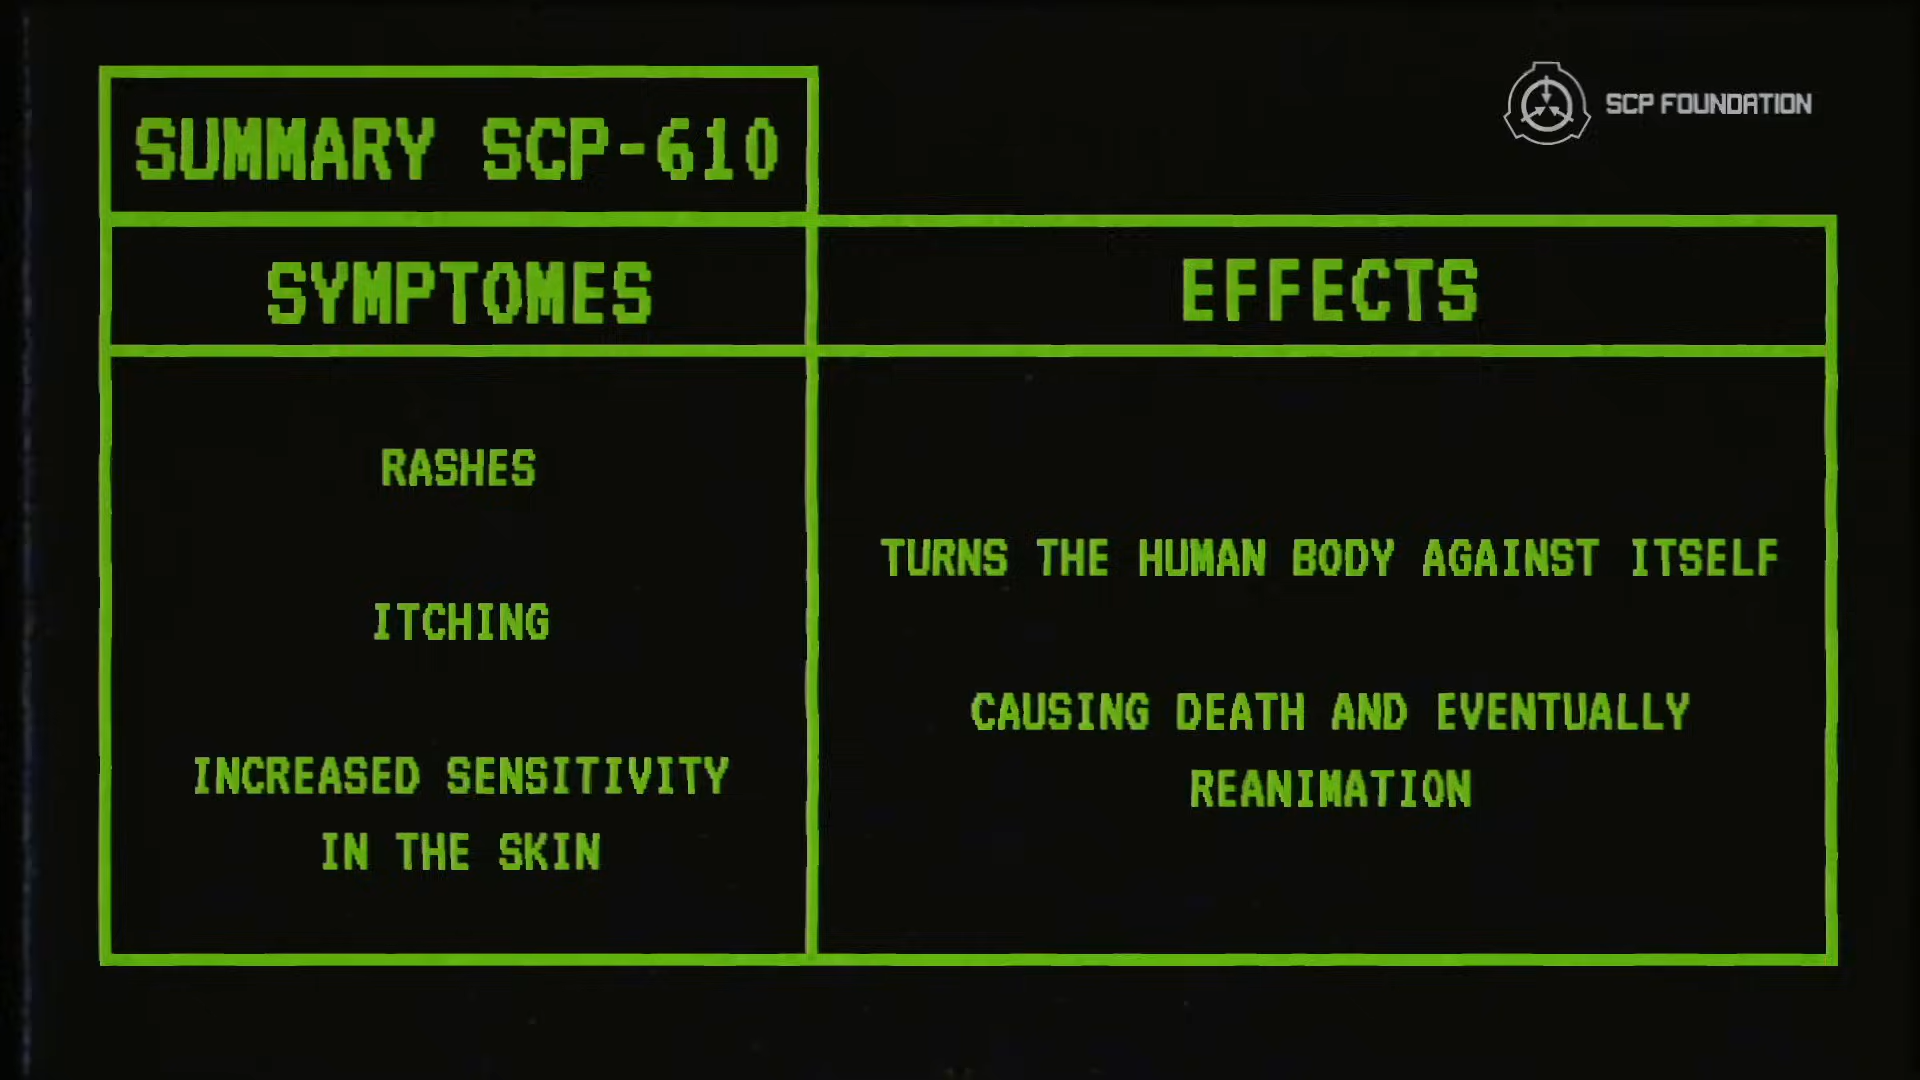 SUMMARY SCP-610
SCP FOUNDATION
SYMPTOMES
EFFECTS
RASHES
ITCHING
INCREASED SENSITIVITY
IN THE SKIN
TURNS THE HUMAN BODY AGAINST ITSELF
CAUSING DEATH AND EVENTUALLY
REANIMATION